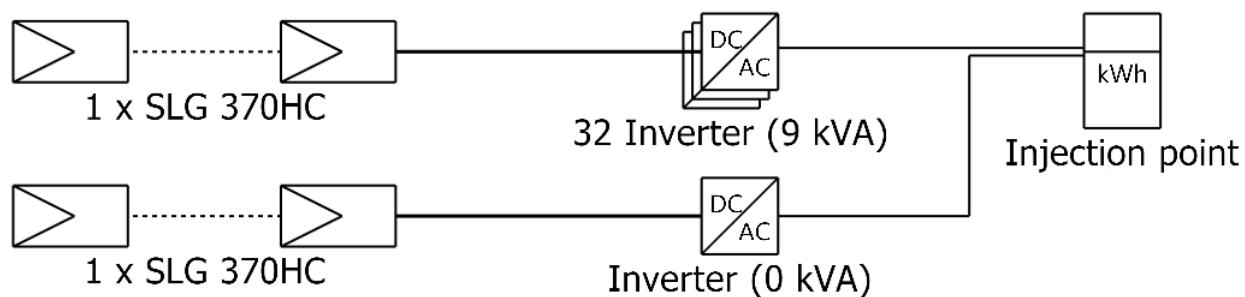 DC
AC
1 x SLG 370HC
32 Inverter (9 kVA)
kWh
Injection point
DC
AC
1 x SLG 370HC
Inverter (0 kVA)